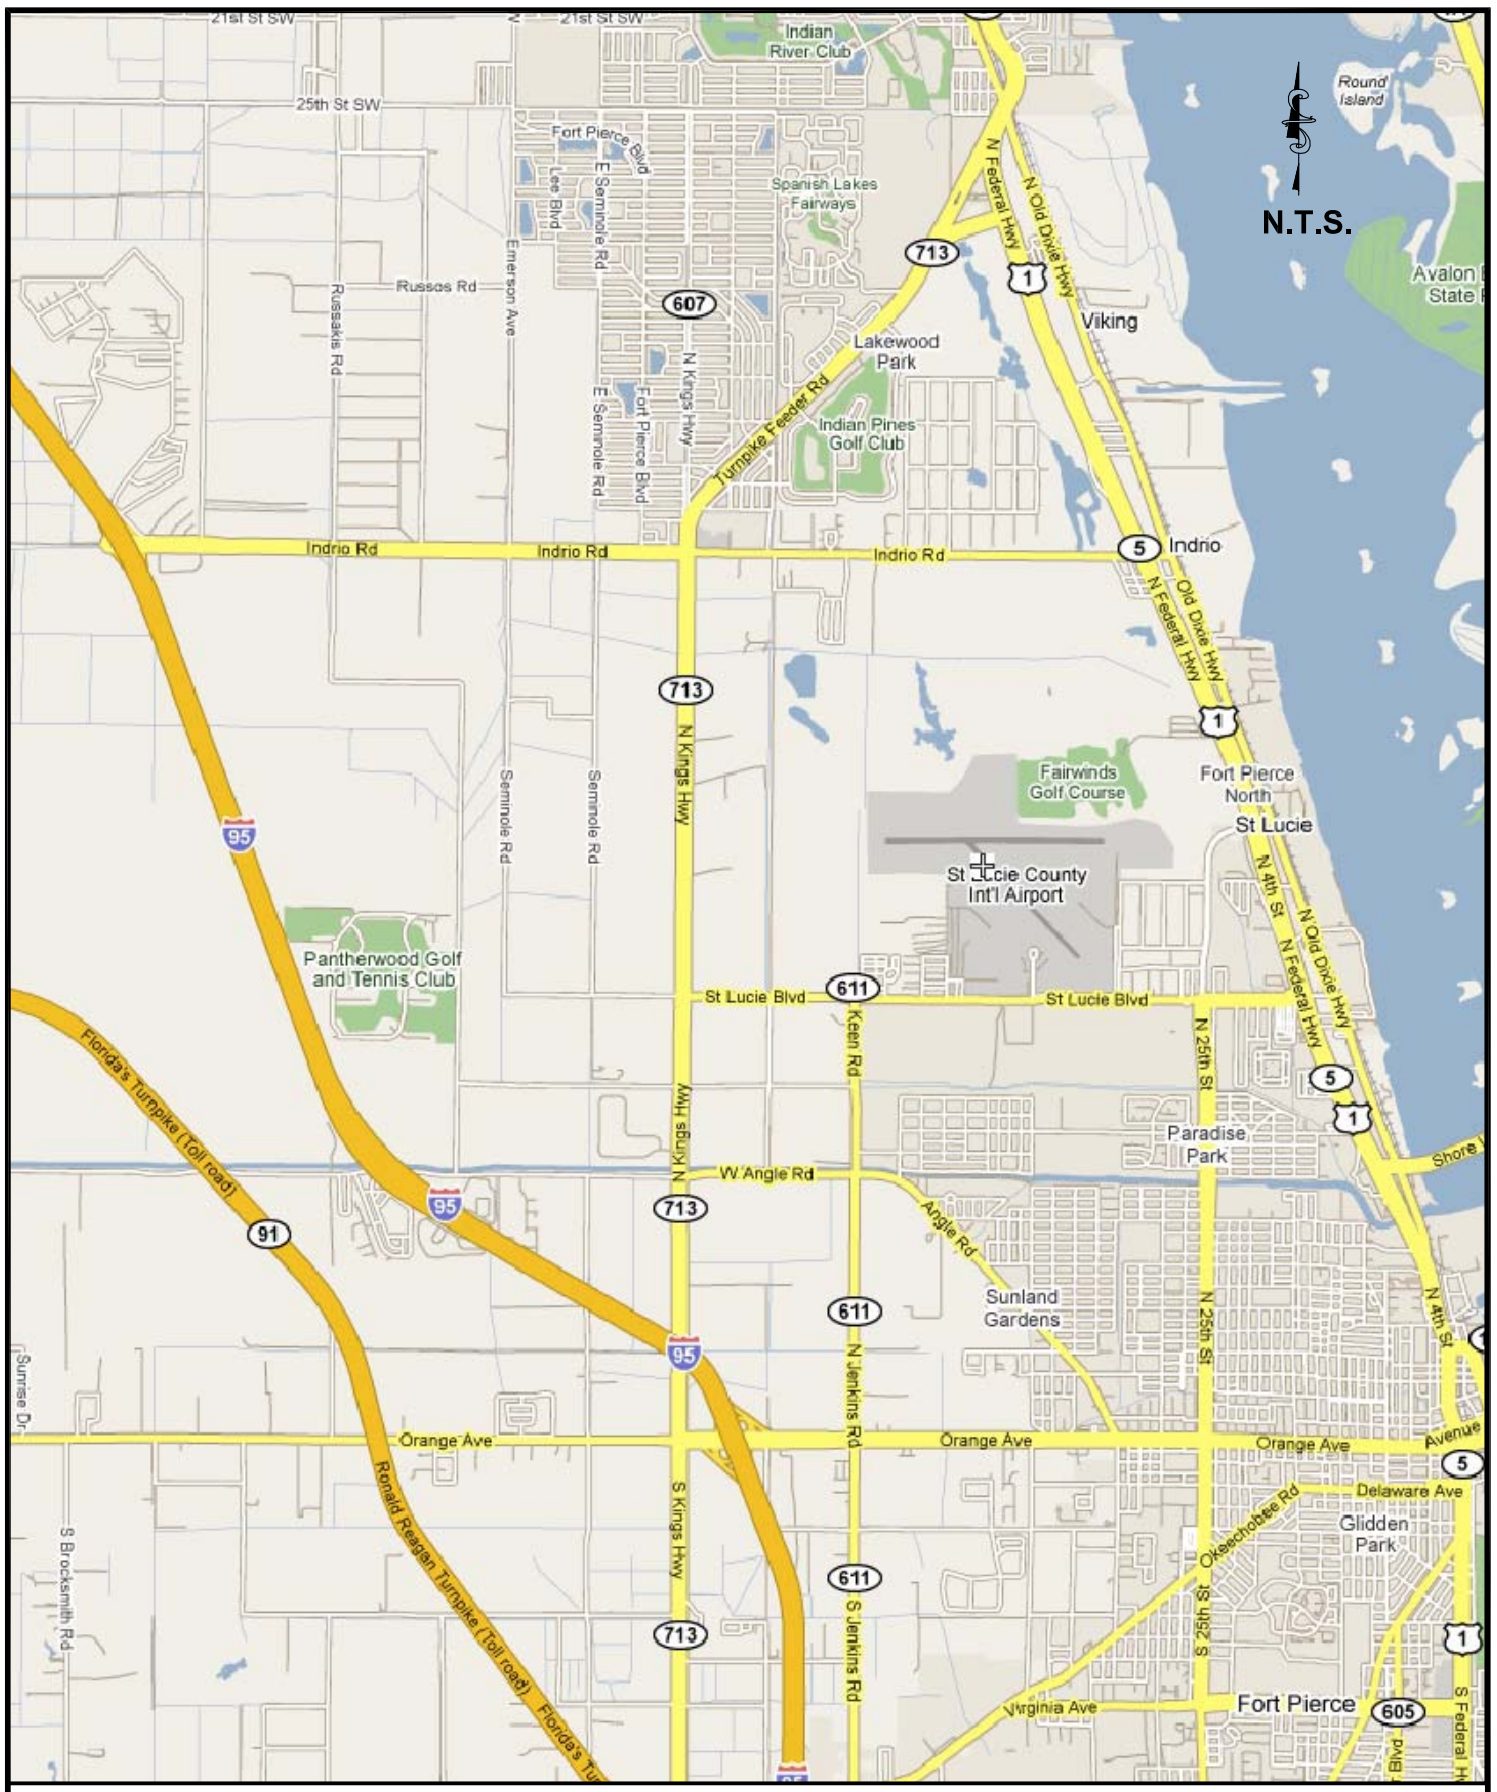 21st St SW
21st St SW
Indian
River Club
Round
Island
25th St SW
Fort Pierce Blvd
Lee Blvd
E Seminole Rd
Spanish Lakes
Fairways
N Federal Hwy
N Old Dixie Hwy
N.T.S.
713
1
Avalon
State
Emerson Ave
Russos Rd
Russakis Rd
607
Viking
Lakewood
Park
N Kings Hwy
Turnpike Feeder Rd
E Seminole Rd
Fort Pierce Blvd
Indian Pines
Golf Club
Indrio Rd
Indrio Rd
Indrio Rd
5
Indrio
N Federal Hwy
Old Dixie Hwy
713
1
N Kings Hwy
Seminole Rd
Seminole Rd
Fairwinds
Golf Course
Fort Pierce
North
St Lucie
95
St Lucie County
Int'l Airport
N 4th St
N Old Dixie Hwy
N Federal Hwy
Pantherwood Golf
and Tennis Club
St Lucie Blvd
611
St Lucie Blvd
Keen Rd
N 25th St
Florida's Turnpike (Toll road)
5
1
N Kings Hwy
Paradise
Park
Shore
W Angle Rd
95
713
Angle Rd
91
Sunland
Gardens
611
N 25th St
N 4th St
95
Sunrise Dr
N Jenkins Rd
Orange Ave
Orange Ave
Orange Ave
Avenue
5
Ronald Reagan Turnpike (Toll road)
S Kings Hwy
Delaware Ave
Okeechobee Rd
Glidden
Park
S Brocksmith Rd
611
S 25th St
713
S Jenkins Rd
1
Florida's Tur
Virginia Ave
Fort Pierce
605
S Federal H
Blvd
95